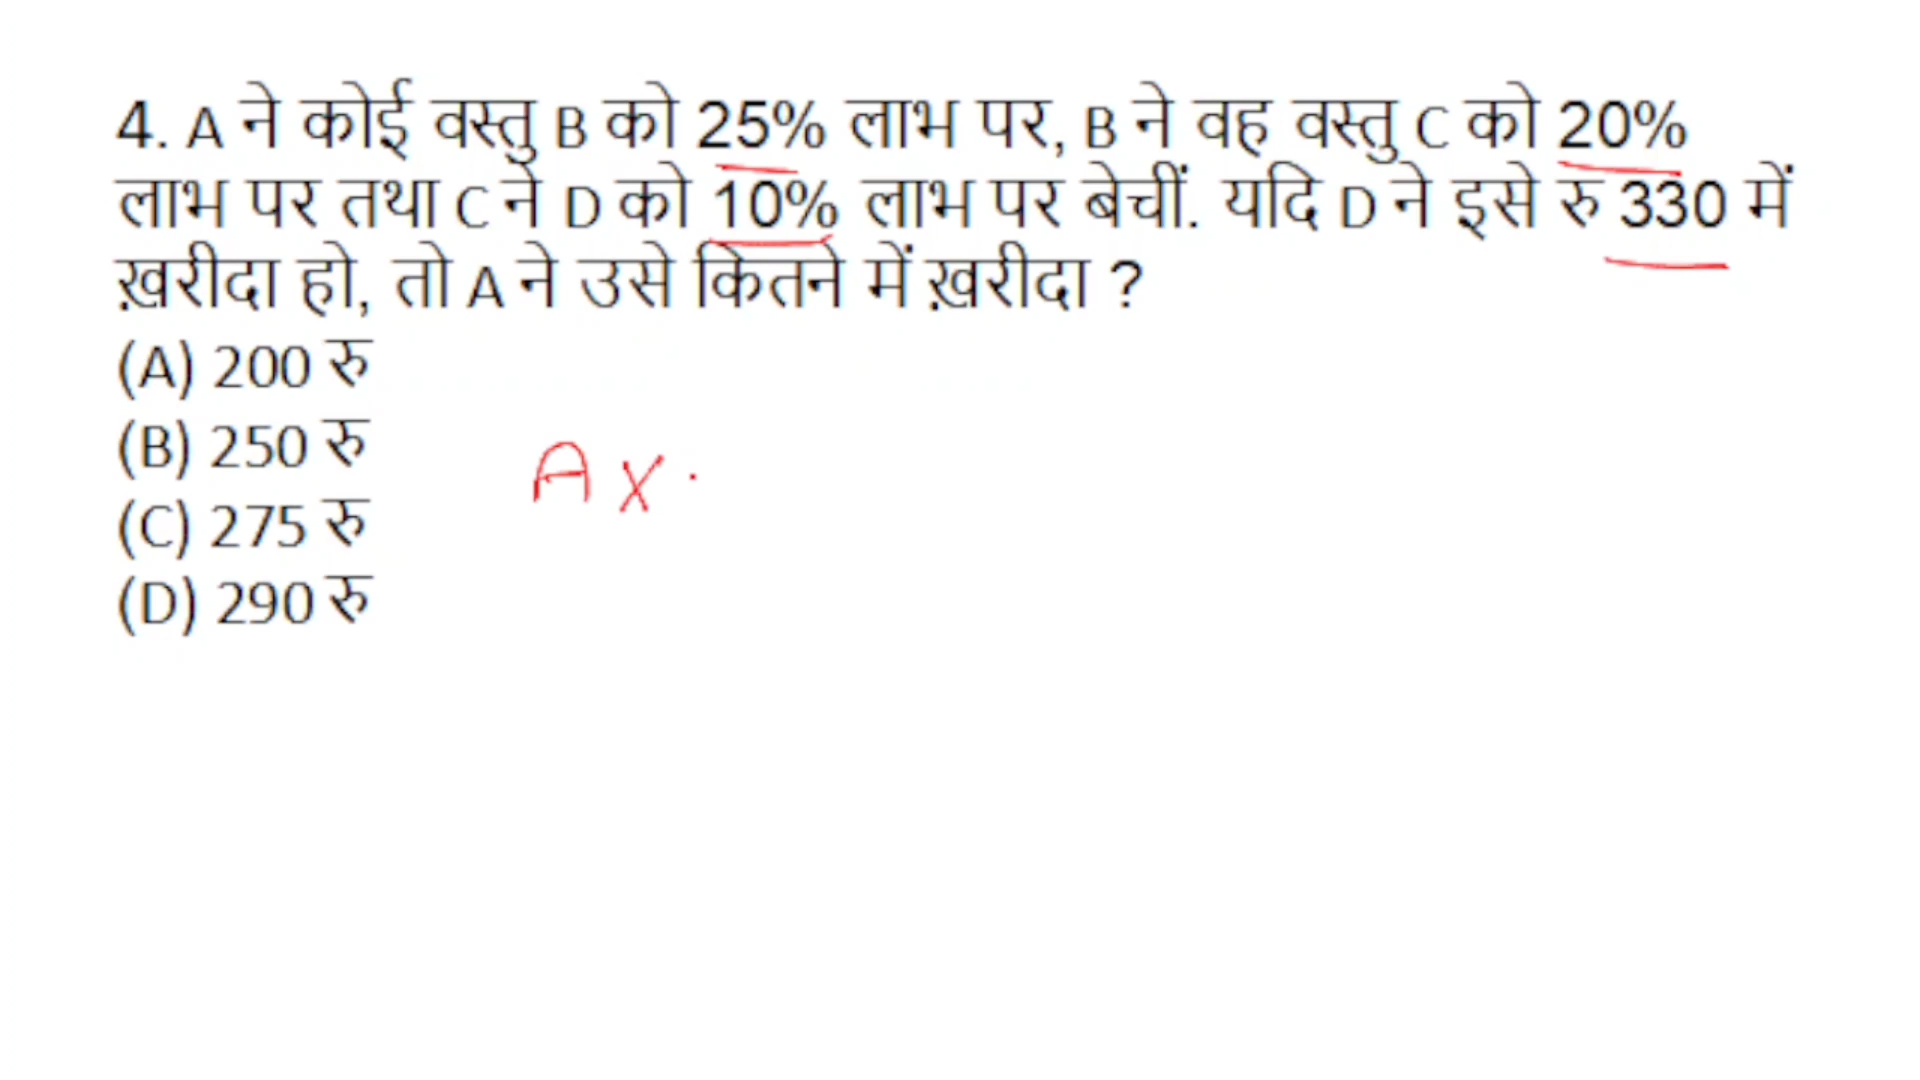 4. A ने कोई वस्तु B को 25% लाभ पर, B ने वह वस्तु C को 20%
लाभ पर तथा C ने D को 10% लाभ पर बेचीं. यदि D ने इसे रु 330 में
ख़रीदा हो, तो A ने उसे कितने में ख़रीदा ?
(A) 200 रु
(B) 250 रु
(C) 275 रु
(D) 290 रु
A x .